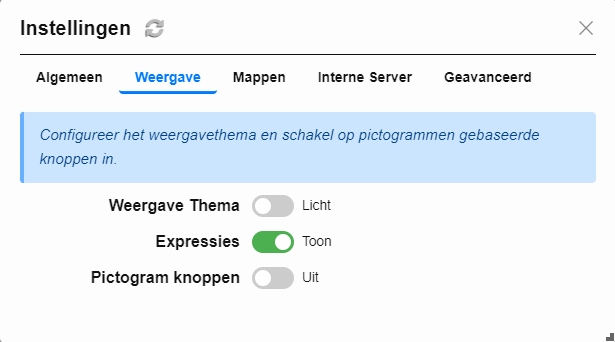 Instellingen
Algemeen Weergave Mappen Interne Server Geavanceerd
Configureer het weergavethema en schakel op pictogrammen gebaseerde
knoppen in.
Weergave Thema Licht
Expressies Toon
Pictogram knoppen Uit